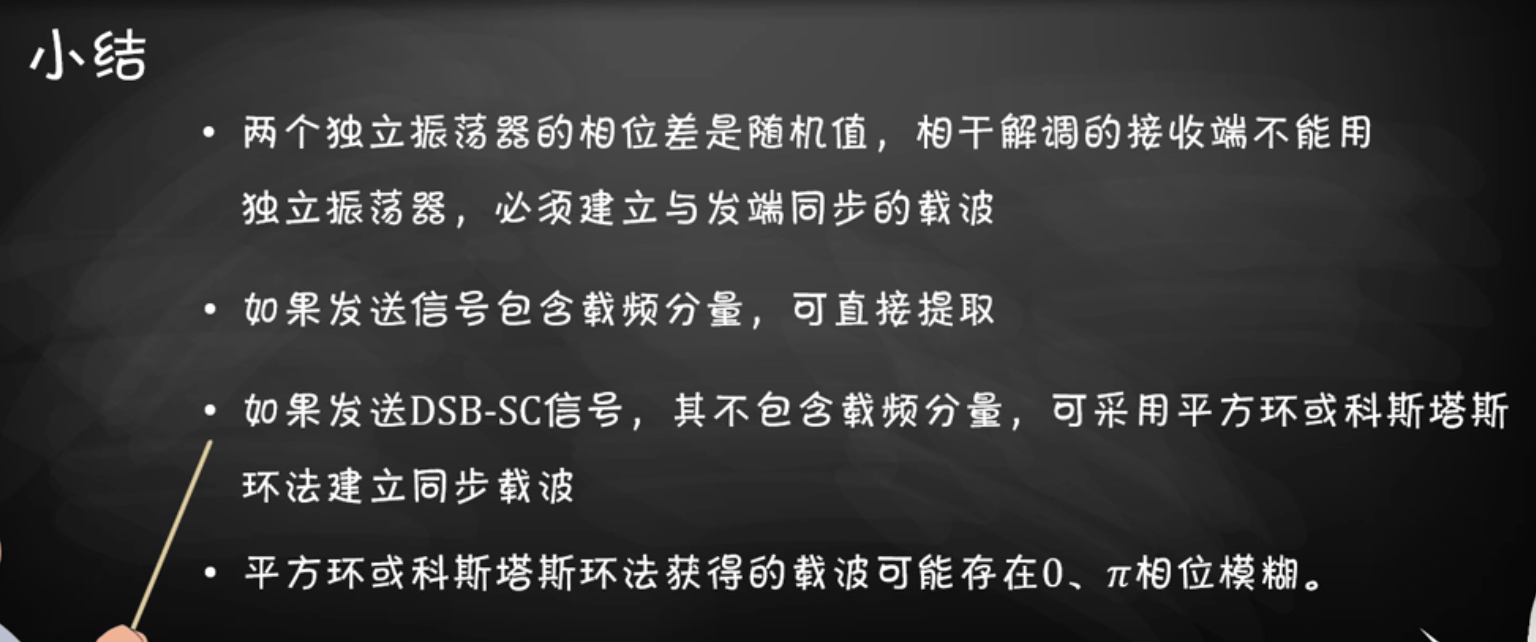 小结
• 两个独立振荡器的相位差是随机值，相干解调的接收端不能用
独立振荡器，必须建立与发端同步的载波
• 如果发送信号包含载频分量，可直接提取
• 如果发送DSB-SC信号，其不包含载频分量，可采用平方环或科斯塔斯
环法建立同步载波
• 平方环或科斯塔斯环法获得的载波可能存在0、π相位模糊。